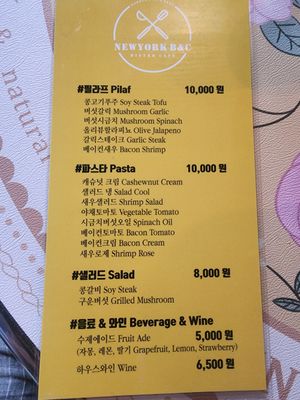 NEWYORK B&C
BISTRO CAFE
#필라프 Pilaf 10,000 원
콩고기루주 Soy Steak Tofu
버섯갈릭 Mushroom Garlic
버섯시금치 Mushroom Spinach
올리브할라피뇨 Olive Jalapeno
갈릭스테이크 Garlic Steak
베이컨새우 Bacon Shrimp
#파스타 Pasta 10,000 원
캐슈넛 크림 Cashewnut Cream
샐러드 쿨 Salad Cool
새우샐러드 Shrimp Salad
야채토마토 Vegetable Tomato
시금치버섯오일 Spinach Oil
베이컨토마토 Bacon Tomato
베이컨크림 Bacon Cream
새우로제 Shrimp Rose
#샐러드 Salad 8,000 원
콩갈비 Soy Steak
구운버섯 Grilled Mushroom
#음료 & 와인 Beverage & Wine
수제에이드 Fruit Ade 5,000 원
(자몽, 레몬, 딸기 Grapefruit, Lemon, Strawberry)
하우스와인 Wine 6,500 원
& natural